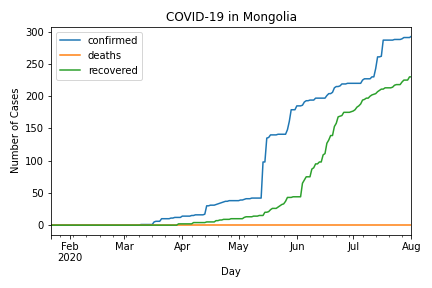 COVID-19 in Mongolia
confirmed
deaths
recovered
Number of Cases
300
250
200
150
100
50
0
Feb Mar Apr May Jun Jul Aug
2020
Day